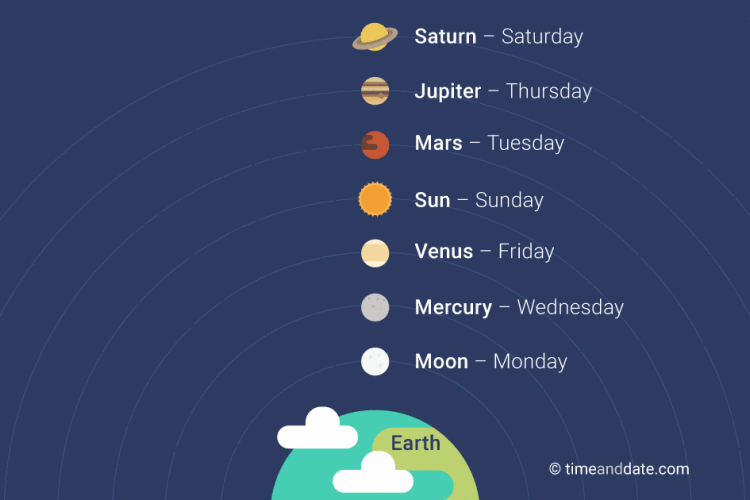 Saturn – Saturday
Jupiter – Thursday
Mars – Tuesday
Sun – Sunday
Venus – Friday
Mercury – Wednesday
Moon – Monday
Earth
© timeanddate.com